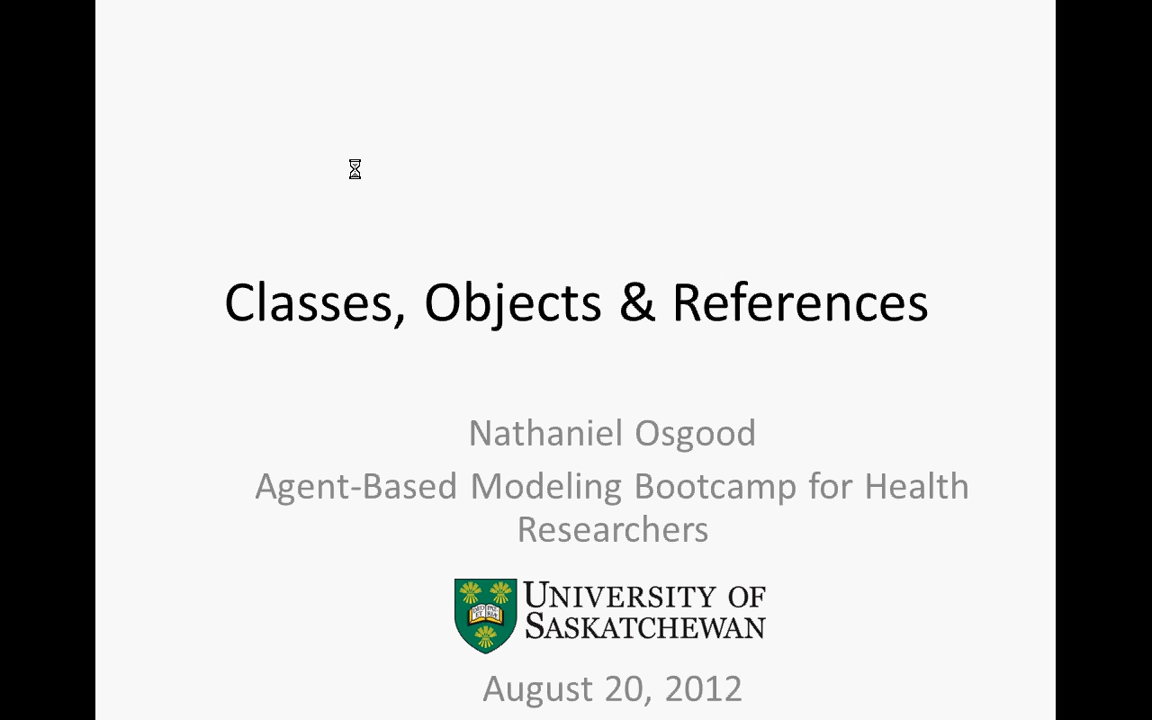 Classes, Objects & References
Nathaniel Osgood
Agent-Based Modeling Bootcamp for Health
Researchers
UNIVERSITY OF
SASKATCHEWAN
August 20, 2012